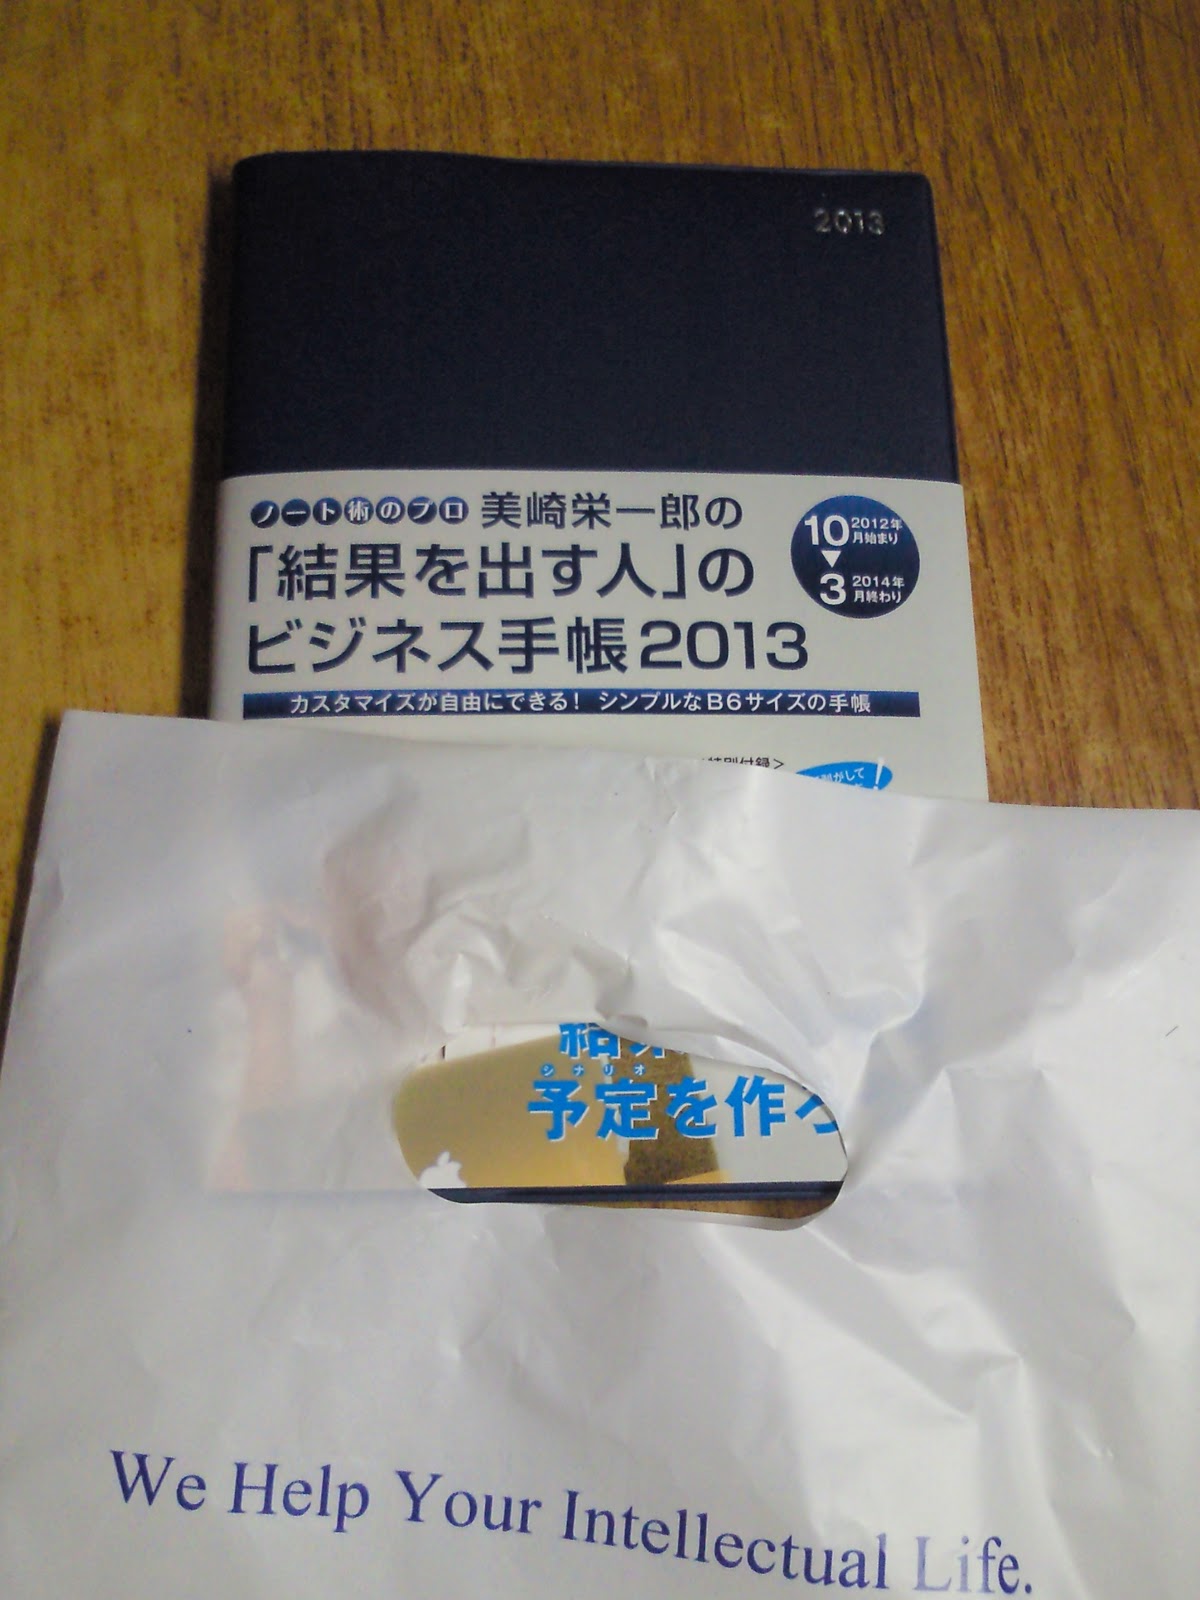 2013
ノート術のプロ 美崎栄一郎の
「結果を出す人」の
ビジネス手帳2013
10 2012年
月始まり
▼
3 2014年
月終わり
カスタマイズが自由にできる! シンプルなB6サイズの手帳
シナリオ
予定を作ろ
We Help Your Intellectual Life.